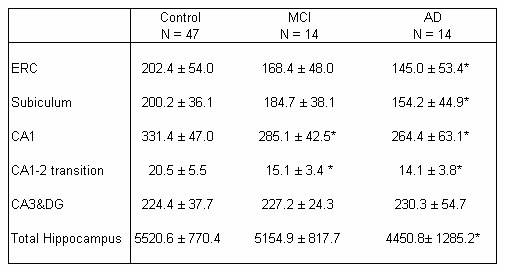 Control MCI AD
N = 47 N = 14 N = 14
ERC 202.4 ± 54.0 168.4 ± 48.0 145.0 ± 53.4*
Subiculum 200.2 ± 36.1 184.7 ± 38.1 154.2 ± 44.9*
CA1 331.4 ± 47.0 285.1 ± 42.5* 264.4 ± 63.1*
CA1-2 transition 20.5 ± 5.5 15.1 ± 3.4 * 14.1 ± 3.8*
CA3&DG 224.4 ± 37.7 227.2 ± 24.3 230.3 ± 54.7
Total Hippocampus 5520.6 ± 770.4 5154.9 ± 817.7 4450.8± 1285.2*